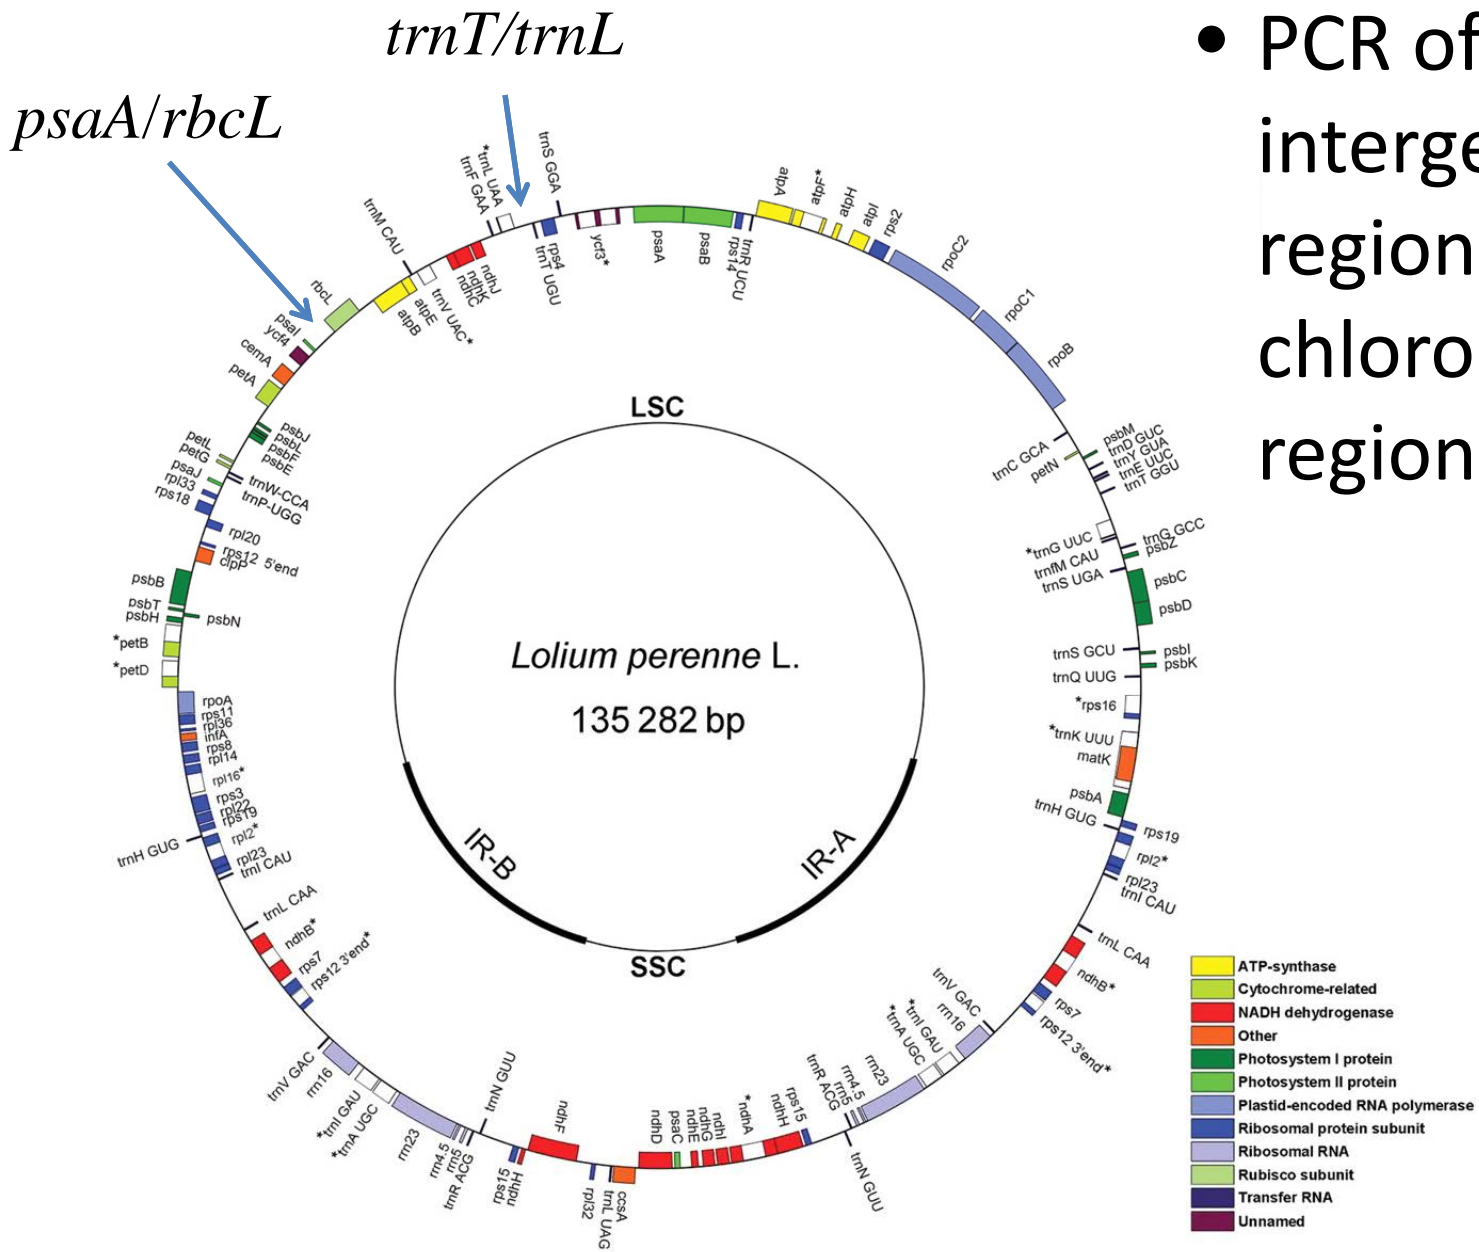 trnT/trnL
psaA/rbcL
• PCR of
interge
region
chloro
region
trnS GGA
*trnL UAA
trnF GAA
trnM CAU
rbcL
psaI
ycf4
cemA
petA
ndhJ
ndhK
ndhC
trnV UAC*
atpE
atpB
rps4
trnT UGU
ycf3*
psaA
psaB
rps14
trnR UCU
atpA
atpF*
atpH
atpI
rps2
rpoC2
rpoC1
rpoB
trnC GCA
petN
psbM
trnD GUC
trnY GUA
trnE UUC
trnT GGU
*trnG UUC
trnfM CAU
trnS UGA
trnG GCC
psbZ
psbC
psbD
trnS GCU
trnQ UUG
psbI
psbK
*rps16
*trnK UUU
matK
psbA
trnH GUG
rps19
rpl2*
rpl23
trnI CAU
trnL CAA
ndhB*
rps7
rps12 3'end*
trnV GAC
rrn16
*trnI GAU
*trnA UGC
rrn23
rrn4.5
rrn5
trnR ACG
trnN GUU
rps15
ndhH
*ndhA
ndhI
ndhG
ndhE
psaC
ndhD
ccsA
trnL UAG
rpl32
ndhF
ndhH
rps15
trnN GUU
trnR ACG
rrn5
rrn4.5
rrn23
*trnA UGC
*trnI GAU
rrn16
trnV GAC
rps12 3'end*
rps7
ndhB*
trnL CAA
trnI CAU
rpl23
rpl2*
trnH GUG
rps19
rpl22
rps3
rpl16*
rpl14
rps8
infA
rpl36
rps11
rpoA
*petD
*petB
psbH
psbT
psbN
psbB
clpP
rps12 5'end
rpl20
rps18
rpl33
psaJ
petG
petL
trnP-UGG
trnW-CCA
psbE
psbF
psbL
psbJ
LSC
Lolium perenne L.
135 282 bp
IR-B
IR-A
SSC
ATP-synthase
Cytochrome-related
NADH dehydrogenase
Other
Photosystem I protein
Photosystem II protein
Plastid-encoded RNA polymerase
Ribosomal protein subunit
Ribosomal RNA
Rubisco subunit
Transfer RNA
Unnamed